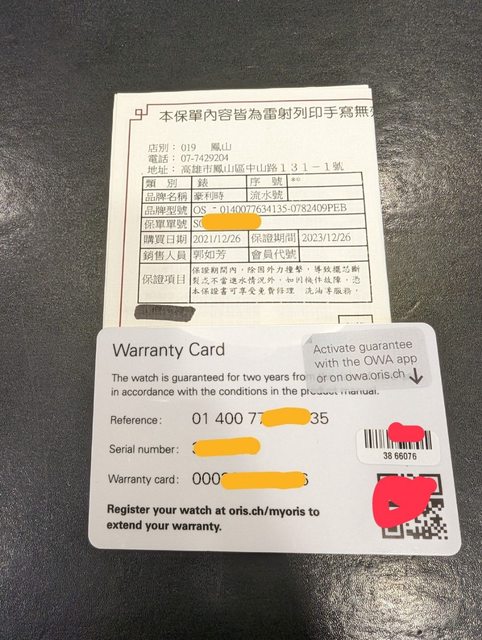 本保單內容皆為雷射列印手寫無
店別： 019 鳳山
電話： 07-7429204
地址： 高雄市鳳山區中山路１３１－１號
類 別 錶 序 號
品牌名稱 豪利時 流水號
品牌型號 OS - 0140077634135-0782409PEB
保單單號
購買日期 2021/12/26 保證期間 2023/12/26
銷售人員 郭如芳 會員代號
保證項目 保證期間內，除因外力撞擊，導致擺芯斷
裂或不當進水情況外，如因機件故障，憑
本保證書可享受免費修理 洗油等服務，
Warranty Card
Activate guarantee
with the OWA app
or on owa.oris.ch
The watch is guaranteed for two years from
in accordance with the conditions in the product manual.
Reference: 01 400 77 35
Serial number:
38 66076
Warranty card: 000
Register your watch at oris.ch/myoris to
extend your warranty.